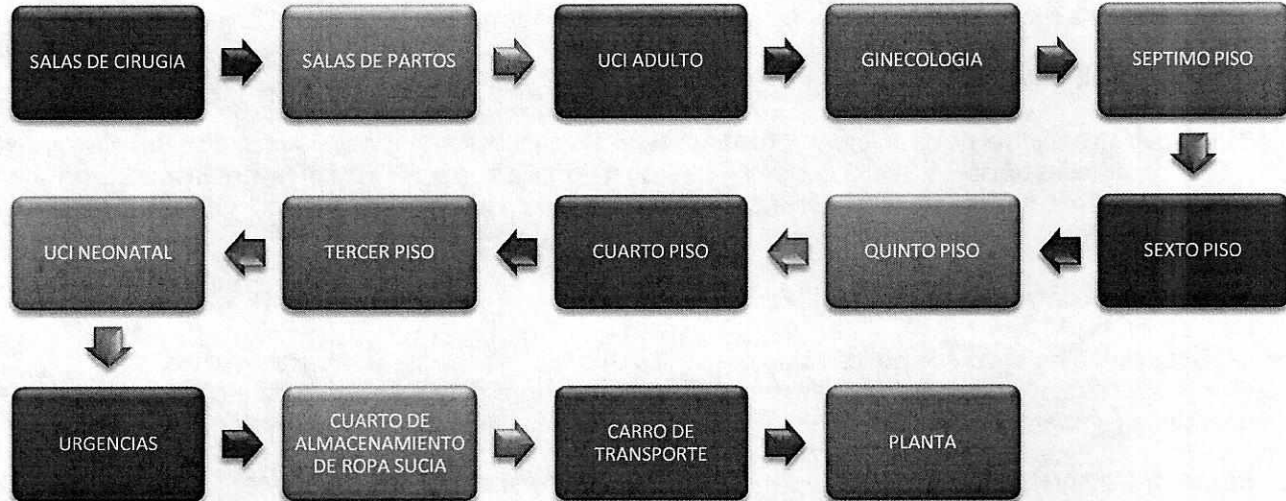 SALAS DE CIRUGIA
SALAS DE PARTOS
UCI ADULTO
GINECOLOGIA
SEPTIMO PISO
SEXTO PISO
QUINTO PISO
CUARTO PISO
TERCER PISO
UCI NEONATAL
URGENCIAS
CUARTO DE
ALMACENAMIENTO
DE ROPA SUCIA
CARRO DE
TRANSPORTE
PLANTA